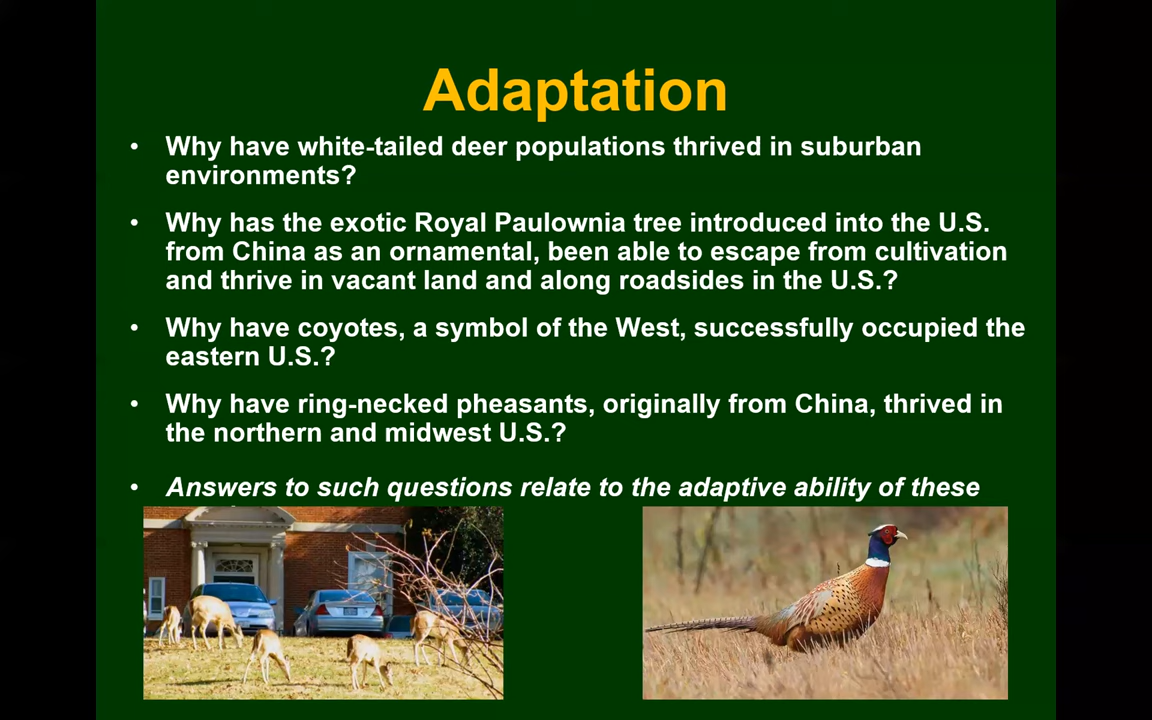 Adaptation
• Why have white-tailed deer populations thrived in suburban
environments?
• Why has the exotic Royal Paulownia tree introduced into the U.S.
from China as an ornamental, been able to escape from cultivation
and thrive in vacant land and along roadsides in the U.S.?
• Why have coyotes, a symbol of the West, successfully occupied the
eastern U.S.?
• Why have ring-necked pheasants, originally from China, thrived in
the northern and midwest U.S.?
• Answers to such questions relate to the adaptive ability of these